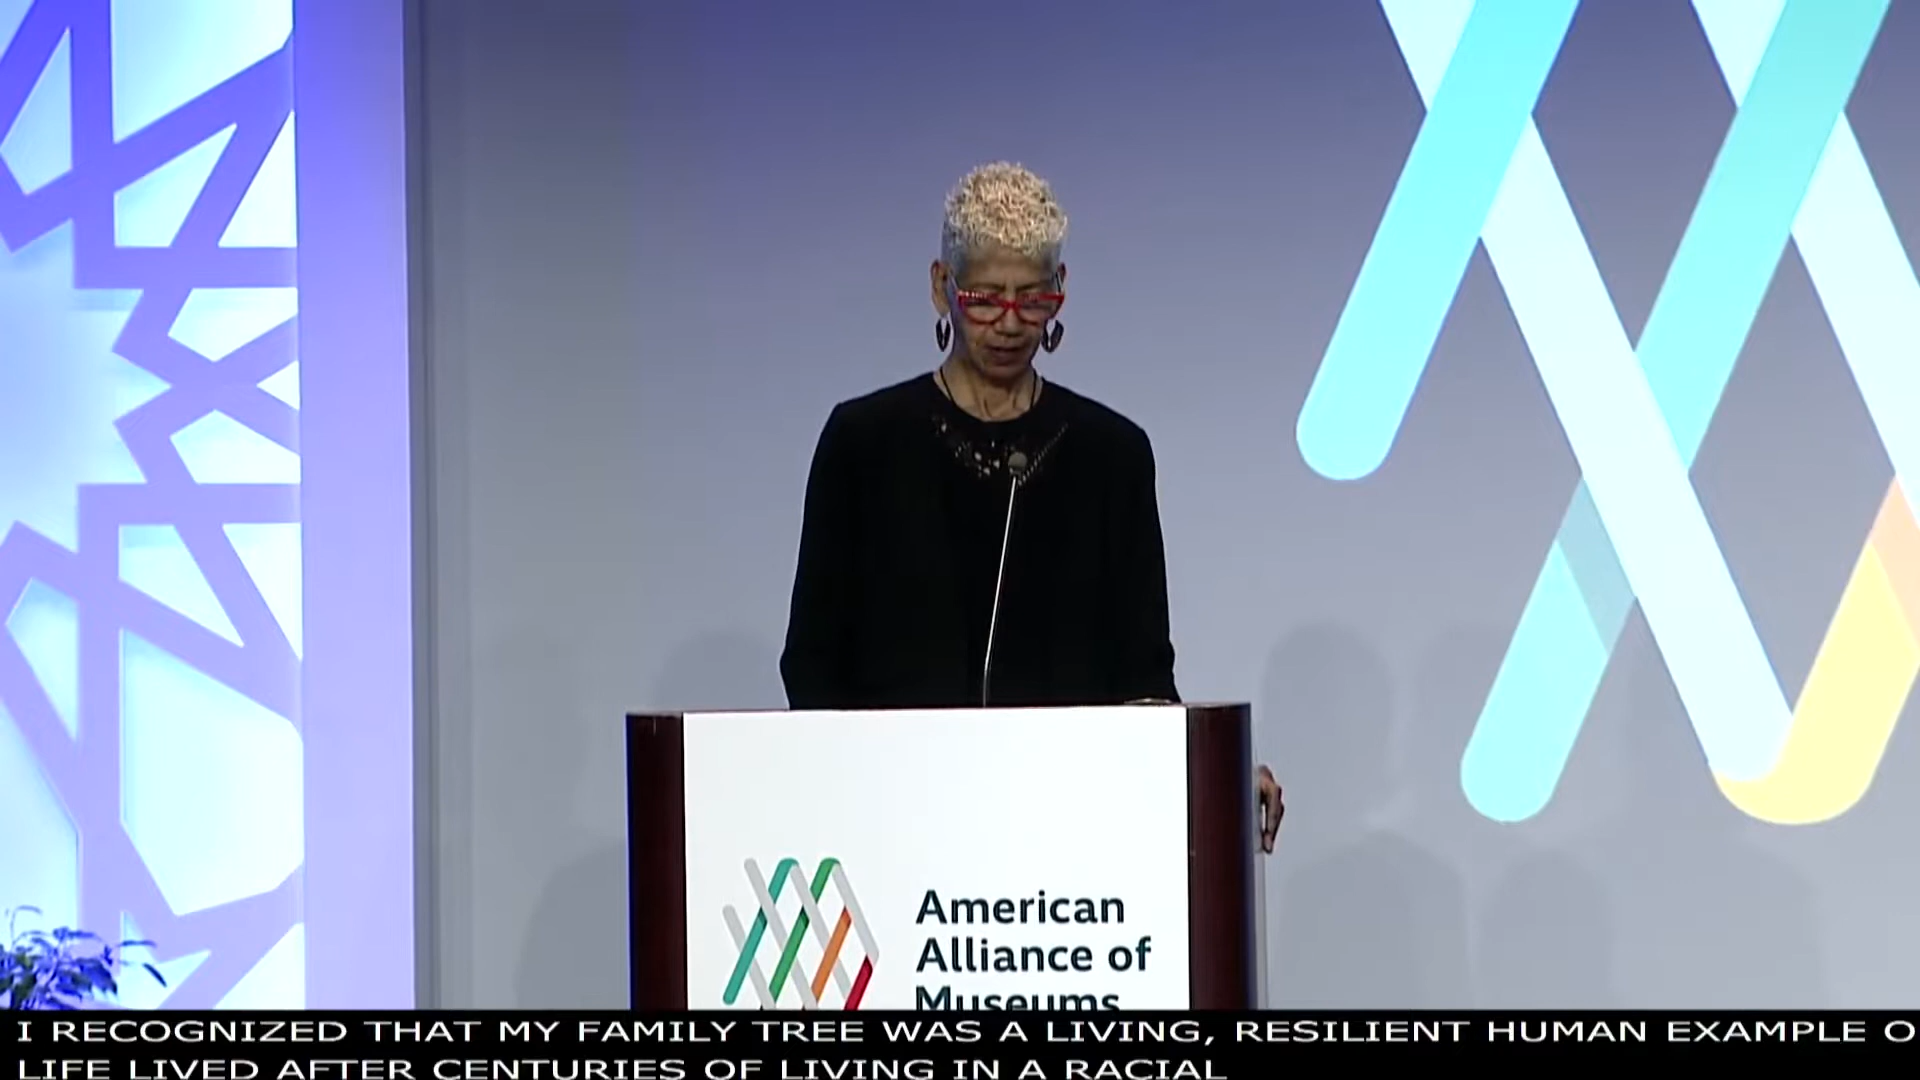 American
Alliance of
Museums
I RECOGNIZED THAT MY FAMILY TREE WAS A LIVING, RESILIENT HUMAN EXAMPLE O
LIFE LIVED AFTER CENTURIES OF LIVING IN A RACIAL